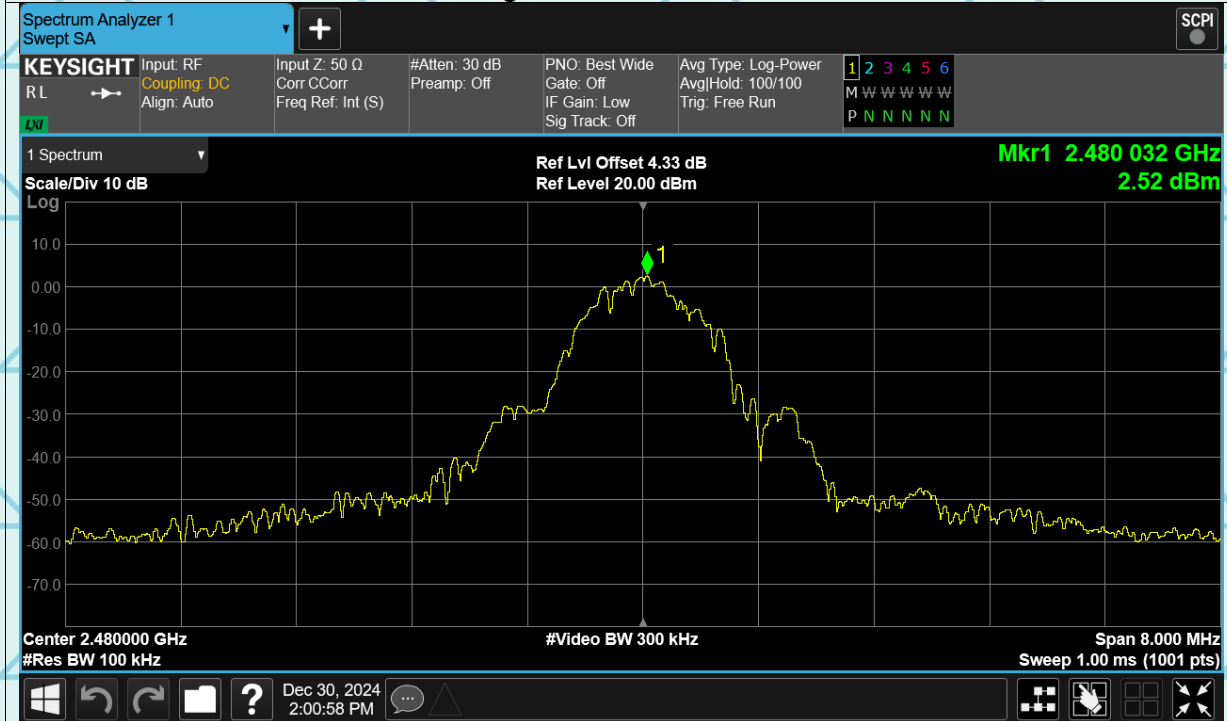 Spectrum Analyzer 1
Swept SA
+
SCPI
KEYSIGHT
R L
LXI
Input: RF
Coupling: DC
Align: Auto
Input Z: 50 Ω
Corr CCorr
Freq Ref: Int (S)
#Atten: 30 dB
Preamp: Off
PNO: Best Wide
Gate: Off
IF Gain: Low
Sig Track: Off
Avg Type: Log-Power
Avg|Hold: 100/100
Trig: Free Run
1 2 3 4 5 6
M W W W W W
P N N N N N
1 Spectrum
Scale/Div 10 dB
Log
Ref Lvl Offset 4.33 dB
Ref Level 20.00 dBm
Mkr1 2.480 032 GHz
2.52 dBm
1
10.0
0.00
-10.0
-20.0
-30.0
-40.0
-50.0
-60.0
-70.0
Center 2.480000 GHz
#Res BW 100 kHz
#Video BW 300 kHz
Span 8.000 MHz
Sweep 1.00 ms (1001 pts)
?
Dec 30, 2024
2:00:58 PM